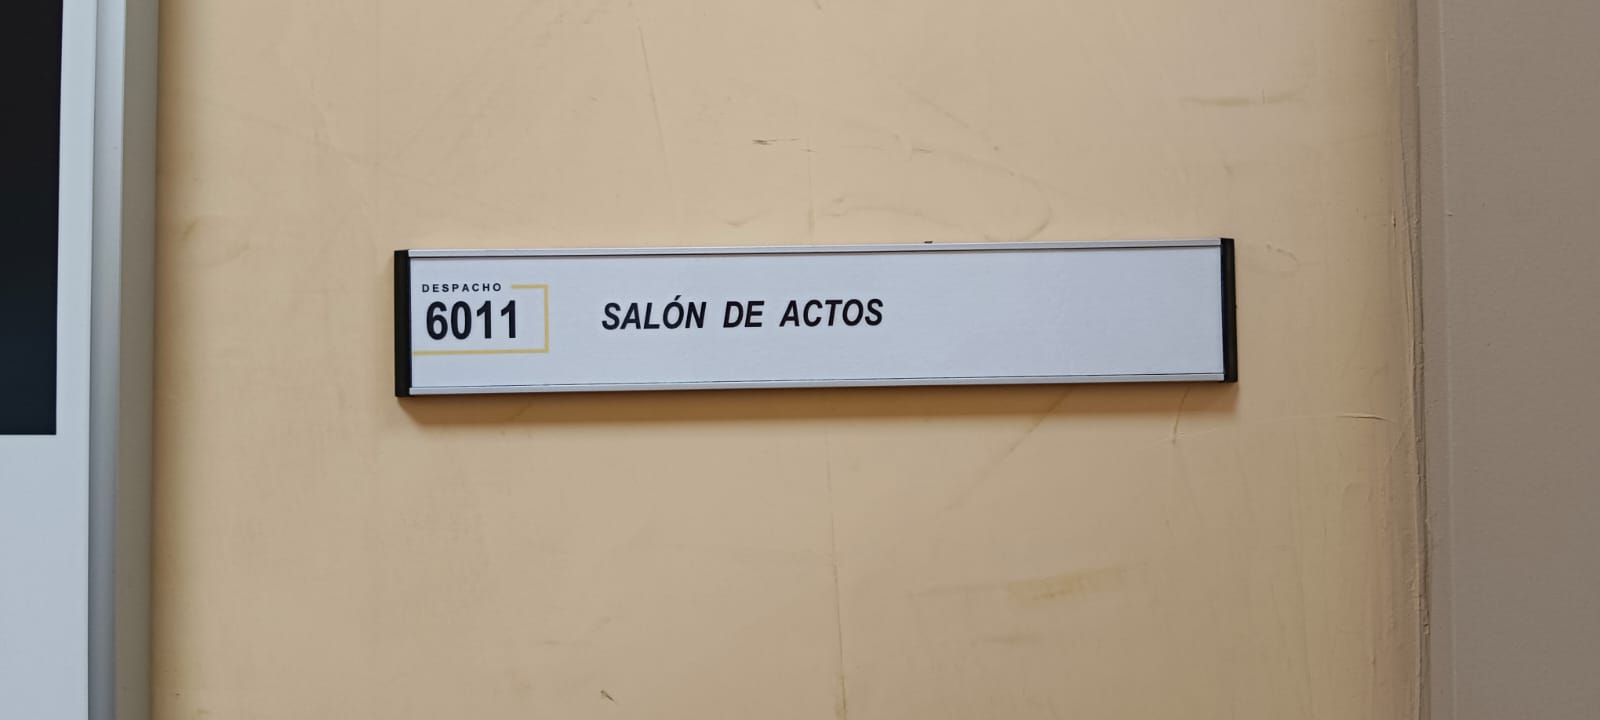 DESPACHO
6011
SALÓN DE ACTOS